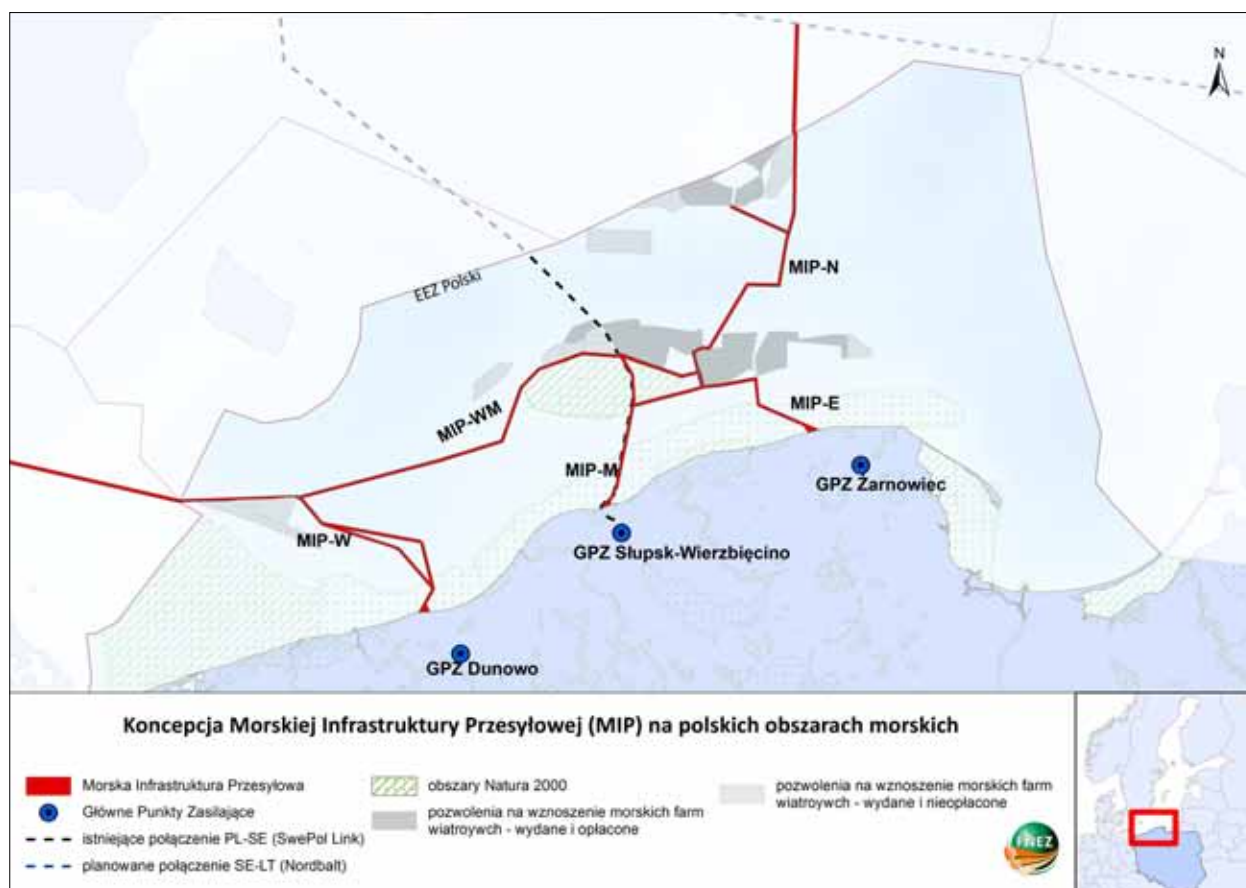 N
EEZ Polski
MIP-N
MIP-WM
MIP-E
MIP-M
GPZ Żarnowiec
MIP-W
GPZ Słupsk-Wierzbięcino
GPZ Dunowo
Koncepcja Morskiej Infrastruktury Przesyłowej (MIP) na polskich obszarach morskich
Morska Infrastruktura Przesyłowa
Główne Punkty Zasilające
istniejące połączenie PL-SE (SwePol Link)
planowane połączenie SE-LT (Nordbalt)
obszary Natura 2000
pozwolenia na wznoszenie morskich farm
wiatroywch - wydane i opłacone
pozwolenia na wznoszenie morskich farm
wiatroywch - wydane i nieopłacone
FNEZ